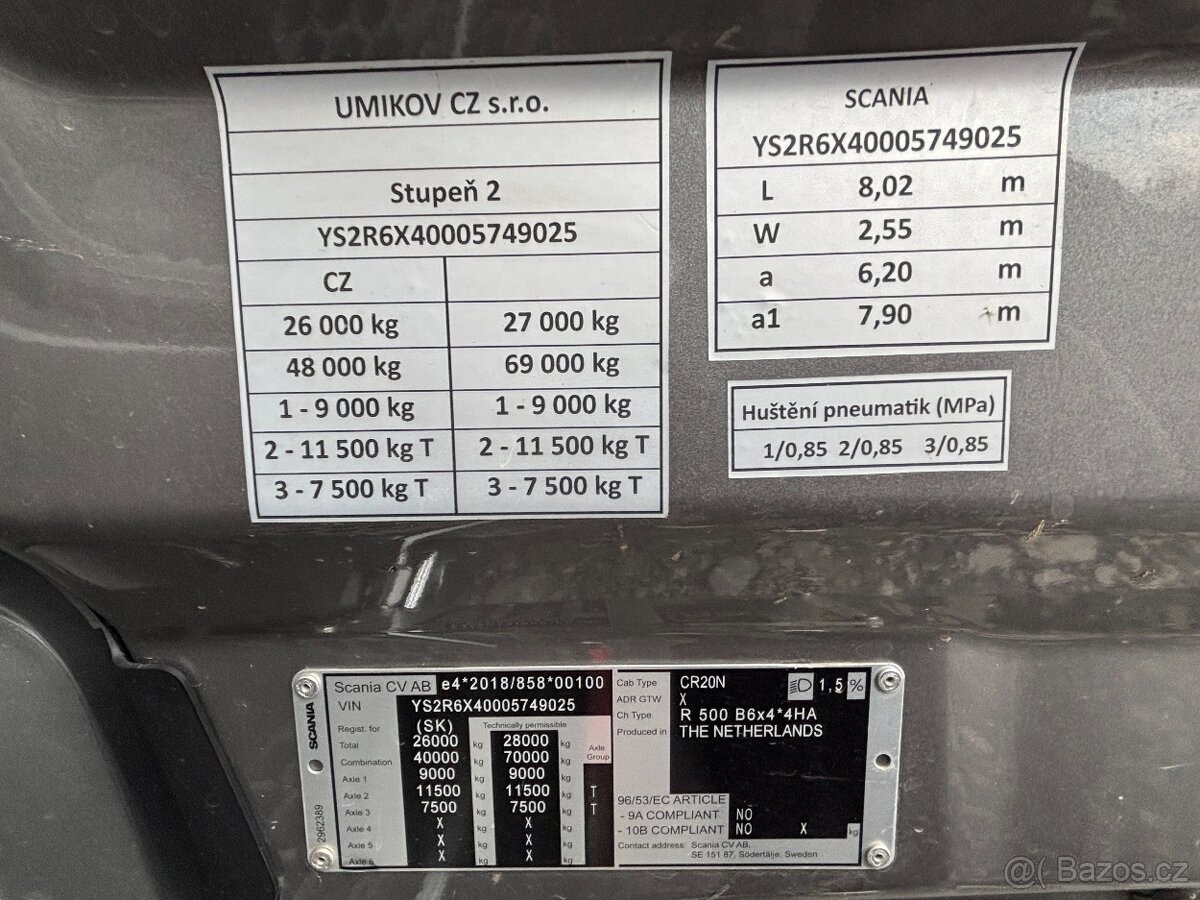 UMIKOV CZ s.r.o.
Stupeň 2
YS2R6X40005749025
CZ
26 000 kg 27 000 kg
48 000 kg 69 000 kg
1 - 9 000 kg 1 - 9 000 kg
2 - 11 500 kg T 2 - 11 500 kg T
3 - 7 500 kg T 3 - 7 500 kg T
SCANIA
YS2R6X40005749025
L 8,02 m
W 2,55 m
a 6,20 m
a1 7,90 m
Huštění pneumatik (MPa)
1/0,85 2/0,85 3/0,85
SCANIA
2962389
Scania CV AB e4*2018/858*00100
VIN YS2R6X40005749025
Regist. for (SK) Technically permissible
Total 26000 kg 28000 kg Axle Group
Combination 40000 kg 70000 kg
Axle 1 9000 kg 9000 kg
Axle 2 11500 kg 11500 kg T
Axle 3 7500 kg 7500 kg T
Axle 4 X kg X kg
Axle 5 X kg X kg
Axle 6 X kg X kg
Cab Type CR20N 1,5 %
ADR GTW X
Ch Type R 500 B6x4*4HA
Produced in THE NETHERLANDS
96/53/EC ARTICLE
- 9A COMPLIANT NO
- 10B COMPLIANT NO X kg
Contact address: Scania CV AB,
SE 151 87, Södertälje, Sweden
@( Bazos.cz